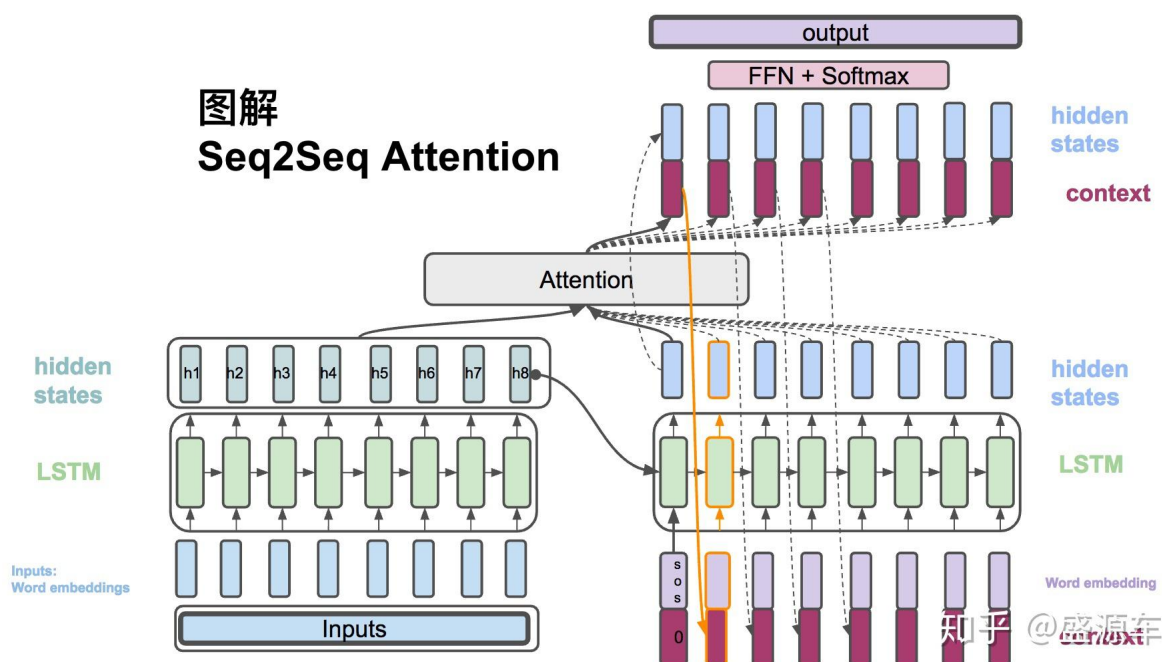 output
FFN + Softmax
图解
Seq2Seq Attention
hidden
states
context
Attention
hidden
states
h1 h2 h3 h4 h5 h6 h7 h8
hidden
states
LSTM
LSTM
Inputs:
Word embeddings
s
o
s
Word embedding
Inputs
0
context
知乎 @盛源车